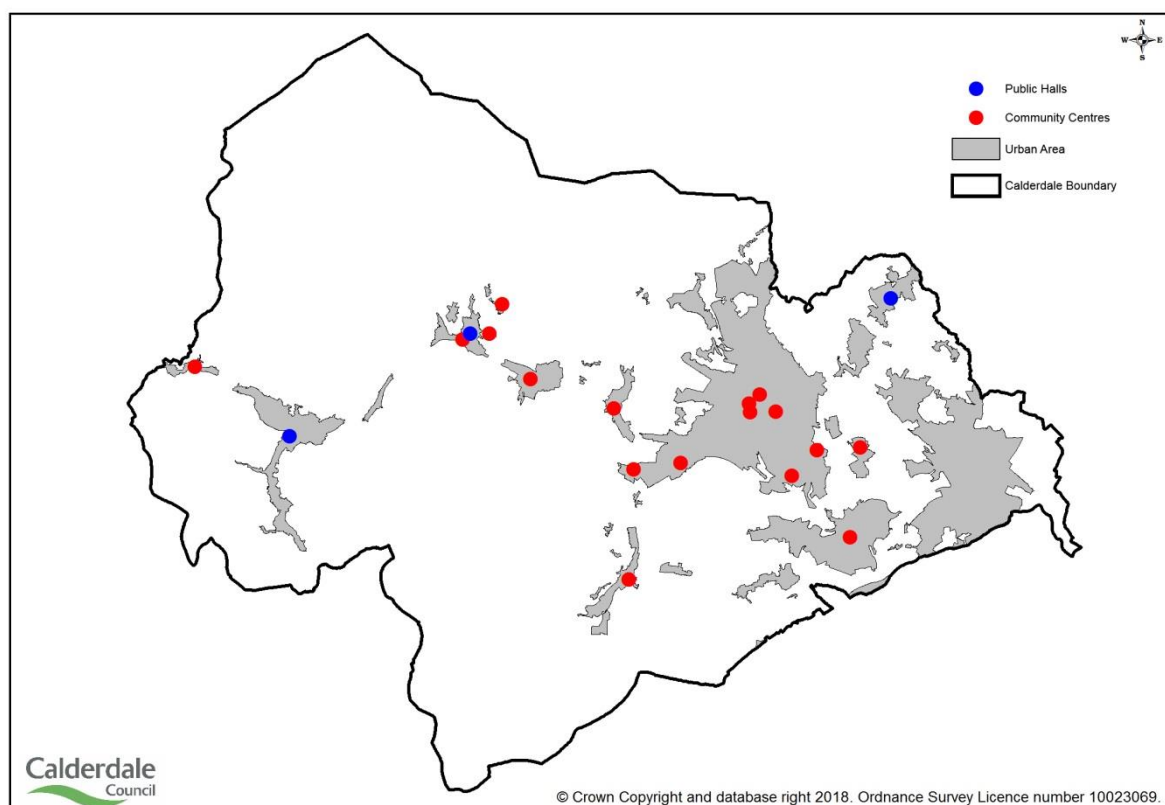 N
W E
S
Public Halls
Community Centres
Urban Area
Calderdale Boundary
Calderdale
Council
© Crown Copyright and database right 2018. Ordnance Survey Licence number 10023069.